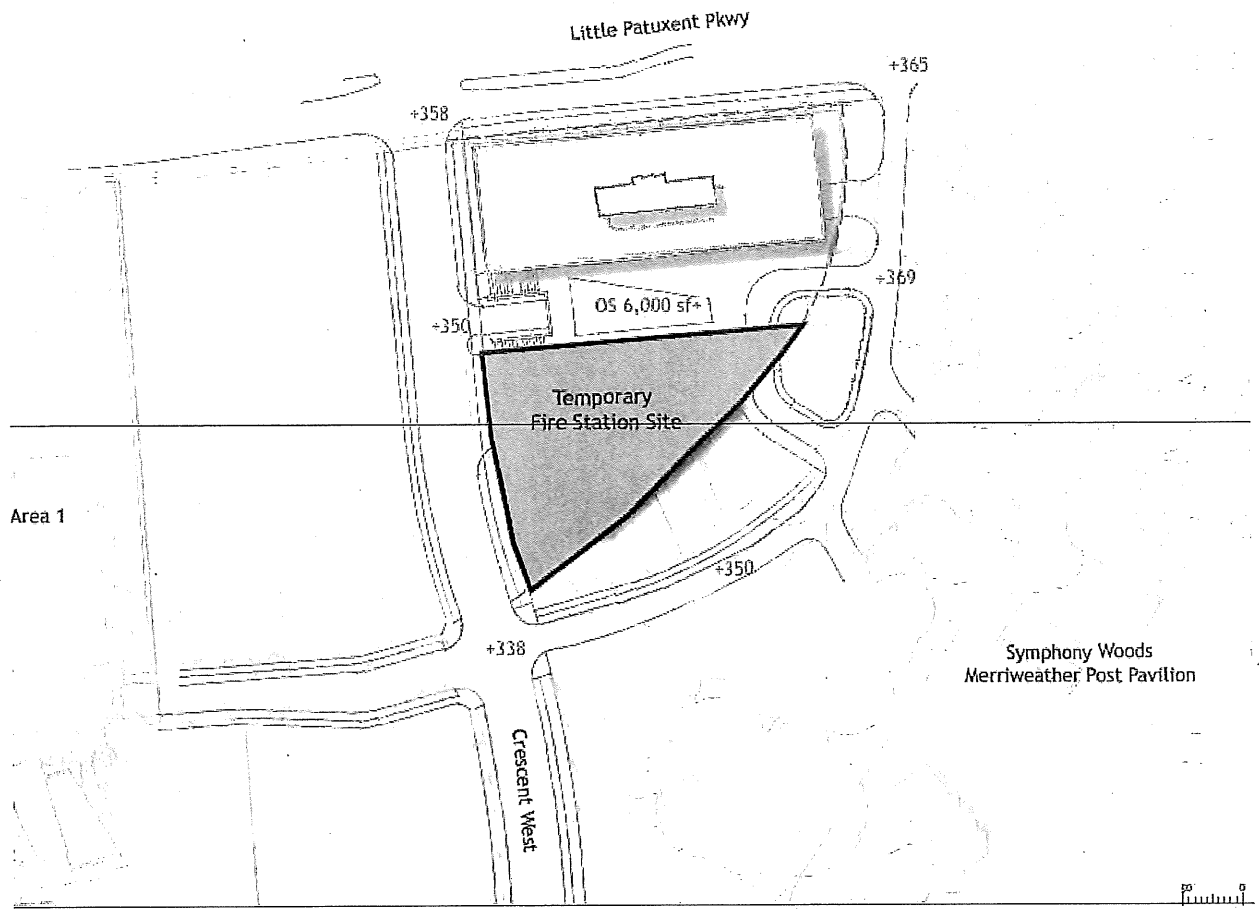 Little Patuxent Pkwy
+365
+358
+369
OS 6,000 sf+
+350
Temporary
Fire Station Site
Area 1
+350
+338
Symphony Woods
Merriweather Post Pavilion
Crescent West
0